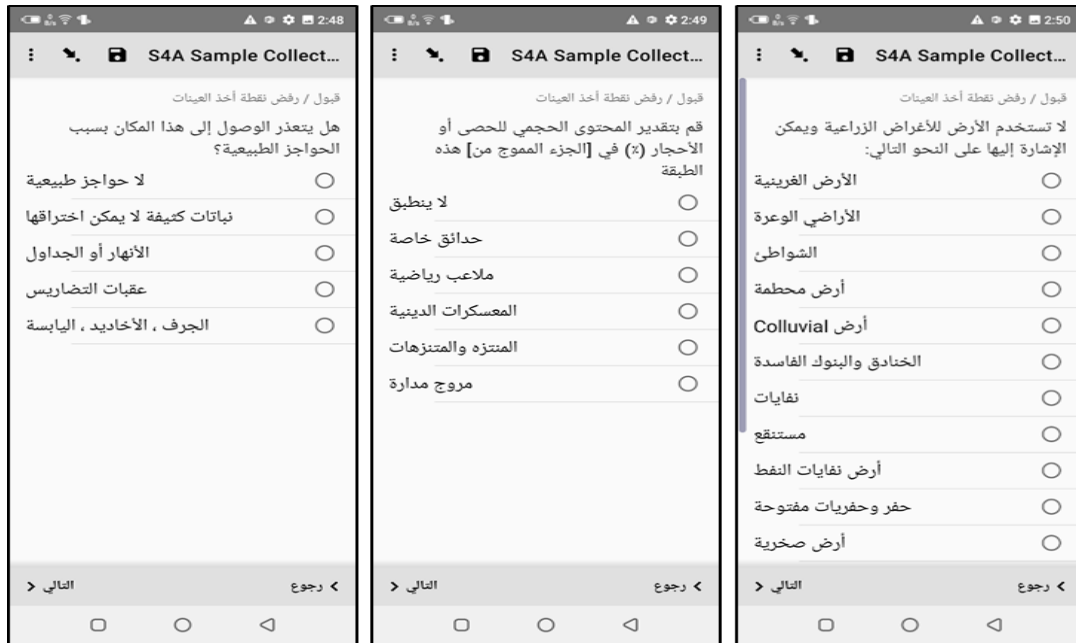 2:48
S4A Sample Collect...
قبول / رفض نقطة أخذ العينات
هل يتعذر الوصول إلى هذا المكان بسبب
الحواجز الطبيعية؟
لا حواجز طبيعية
نباتات كثيفة لا يمكن اختراقها
الأنهار أو الجداول
عقبات التضاريس
الجرف ، الأخاديد ، اليابسة
< رجوع
التالي >
2:49
S4A Sample Collect...
قبول / رفض نقطة أخذ العينات
قم بتقدير المحتوى الحجمي للحصى أو
الأحجار (٪) في [الجزء المموج من] هذه
الطبقة
لا ينطبق
حدائق خاصة
ملاعب رياضية
المعسكرات الدينية
المنتزه والمتنزهات
مروج مدارة
< رجوع
التالي >
2:50
S4A Sample Collect...
قبول / رفض نقطة أخذ العينات
لا تستخدم الأرض للأغراض الزراعية ويمكن
الإشارة إليها على النحو التالي:
الأرض الغرينية
الأراضي الوعرة
الشواطئ
أرض محطمة
أرض Colluvial
الخنادق والبنوك الفاسدة
نفايات
مستنقع
أرض نفايات النفط
حفر وحفريات مفتوحة
أرض صخرية
< رجوع
التالي >